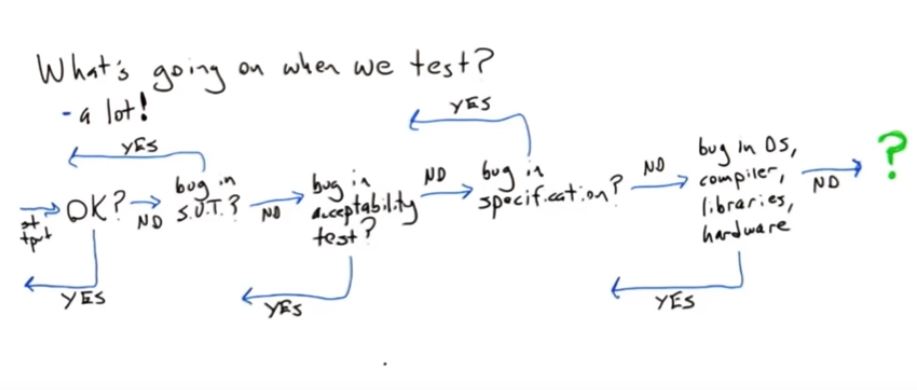 What's going on when we test?
- a lot!
YES
YES
OK?
NO
bug in
S.U.T.?
NO
bug in
acceptability
test?
NO
bug in
specification?
NO
bug in OS,
compiler,
libraries,
hardware
NO
?
st
tput
YES
YES
YES